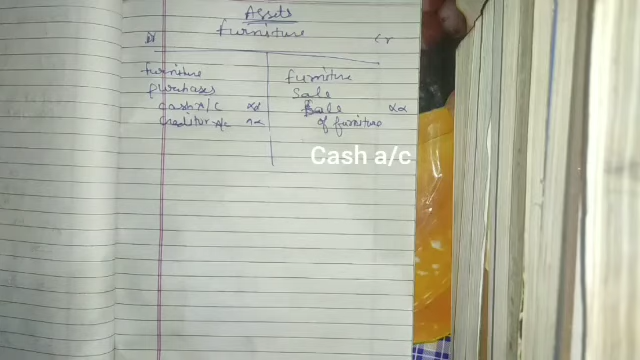 Assets
furniture
Dr
Cr
furniture
purchases
cash A/C xx
creditor A/c xx
furniture
Sale
Sale xx
of furniture
Cash a/c